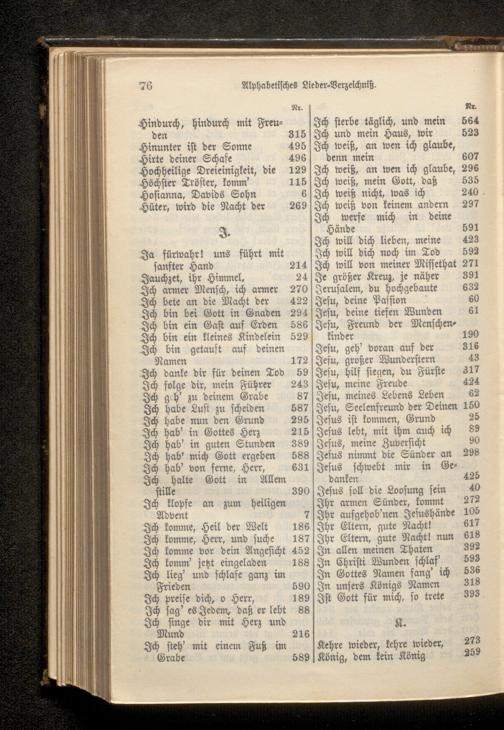 76
Alphabetisches Lieder-Verzeichniß.
Nr.
Hindurch, hindurch mit Freu-
den 315
Hinunter ist der Sonne 495
Hirte deiner Schafe 496
Hochheilige Dreieinigkeit, die 129
Höchster Tröster, komm' 115
Hosianna, Davids Sohn 6
Hüter, wird die Nacht der 269
J.
Ja fürwahr! uns führt mit
sanfter Hand 214
Jauchzet, ihr Himmel, 24
Ich armer Mensch, ich armer 270
Ich bete an die Macht der 422
Ich bin bei Gott in Gnaden 294
Ich bin ein Gast auf Erden 586
Ich bin ein kleines Kindelein 529
Ich bin getauft auf deinen
Namen 172
Ich danke dir für deinen Tod 59
Ich folge dir, mein Führer 243
Ich geh' zu deinem Grabe 87
Ich habe Lust zu scheiden 587
Ich habe nun den Grund 295
Ich hab' in Gottes Herz 215
Ich hab' in guten Stunden 389
Ich hab' mich Gott ergeben 588
Ich hab' von ferne, Herr, 631
Ich halte Gott in Allem
stille 390
Ich klopfe an zum heiligen
Advent 7
Ich komme, Heil der Welt 186
Ich komme, Herr, und suche 187
Ich komme vor dein Angesicht 452
Ich komm' jetzt eingeladen 188
Ich lieg' und schlafe ganz im
Frieden 590
Ich preise dich, o Herr, 189
Ich sag' es Jedem, daß er lebt 88
Ich singe dir mit Herz und
Mund 216
Ich steh' mit einem Fuß im
Grabe 589
Nr.
Ich sterbe täglich, und mein 564
Ich und mein Haus, wir 523
Ich weiß, an wen ich glaube,
denn mein 607
Ich weiß, an wen ich glaube, 296
Ich weiß, mein Gott, daß 535
Ich weiß nicht, was ich 240
Ich weiß von keinem andern 297
Ich werfe mich in deine
Hände 591
Ich will dich lieben, meine 423
Ich will dich noch im Tod 592
Ich will von meiner Missethat 271
Je größer Kreuz, je näher 391
Jerusalem, du hochgebaute 632
Jesu, deine Passion 60
Jesu, deine tiefen Wunden 61
Jesu, Freund der Menschen-
kinder 190
Jesu, geh' voran auf der 316
Jesu, großer Wunderstern 43
Jesu, hilf siegen, du Fürste 317
Jesu, meine Freude 424
Jesu, meines Lebens Leben 62
Jesu, Seelenfreund der Deinen 150
Jesus ist kommen, Grund 25
Jesus lebt, mit ihm auch ich 89
Jesus, meine Zuversicht 90
Jesus nimmt die Sünder an 298
Jesus schwebt mir in Ge-
danken 425
Jesus soll die Loosung sein 40
Ihr armen Sünder, kommt 272
Ihr aufgehob'nen Jesushände 105
Ihr Eltern, gute Nacht! 617
Ihr Eltern, gute Nacht! nun 618
In allen meinen Thaten 392
In Christi Wunden schlaf' 593
In Gottes Namen fang' ich 536
In unsers Königs Namen 318
Ist Gott für mich, so trete 393
K.
Kehre wieder, kehre wieder, 273
König, dem kein König 259